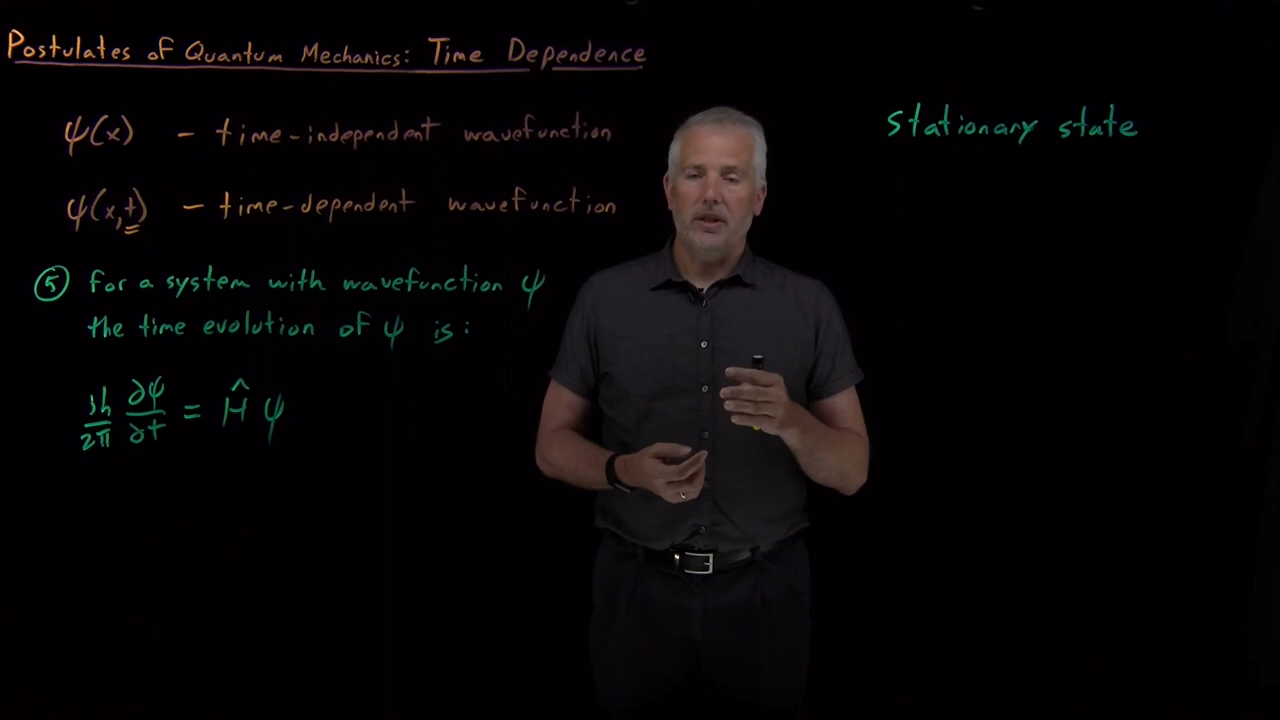 Postulates of Quantum Mechanics: Time Dependence
ψ(x) - time-independent wavefunction
ψ(x,t) - time-dependent wavefunction
⑤ for a system with wavefunction ψ
the time evolution of ψ is:
ih/2π ∂ψ/∂t = Ĥ ψ
Stationary state